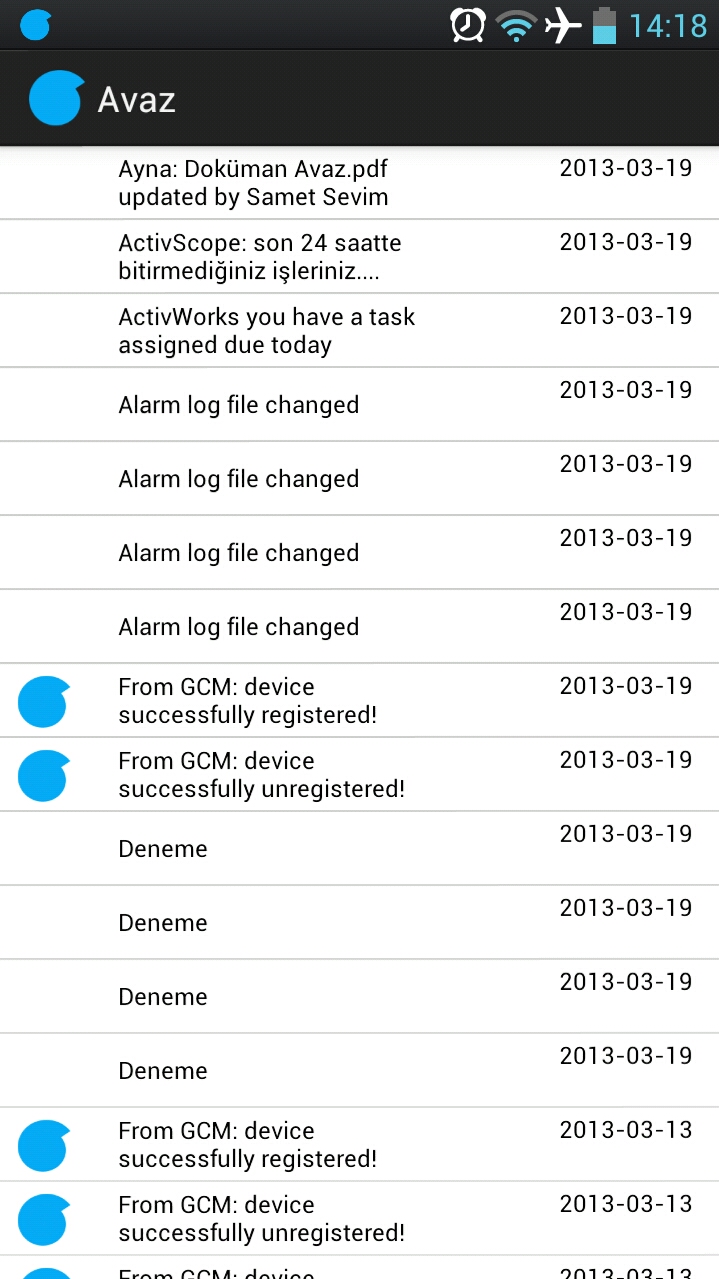 14:18
Avaz
Ayna: Doküman Avaz.pdf 2013-03-19
updated by Samet Sevim
ActivScope: son 24 saatte 2013-03-19
bitirmediğiniz işleriniz....
ActivWorks you have a task 2013-03-19
assigned due today
Alarm log file changed 2013-03-19
Alarm log file changed 2013-03-19
Alarm log file changed 2013-03-19
Alarm log file changed 2013-03-19
From GCM: device 2013-03-19
successfully registered!
From GCM: device 2013-03-19
successfully unregistered!
Deneme 2013-03-19
Deneme 2013-03-19
Deneme 2013-03-19
Deneme 2013-03-19
From GCM: device 2013-03-13
successfully registered!
From GCM: device 2013-03-13
successfully unregistered!
From GCM: device 2013-03-13